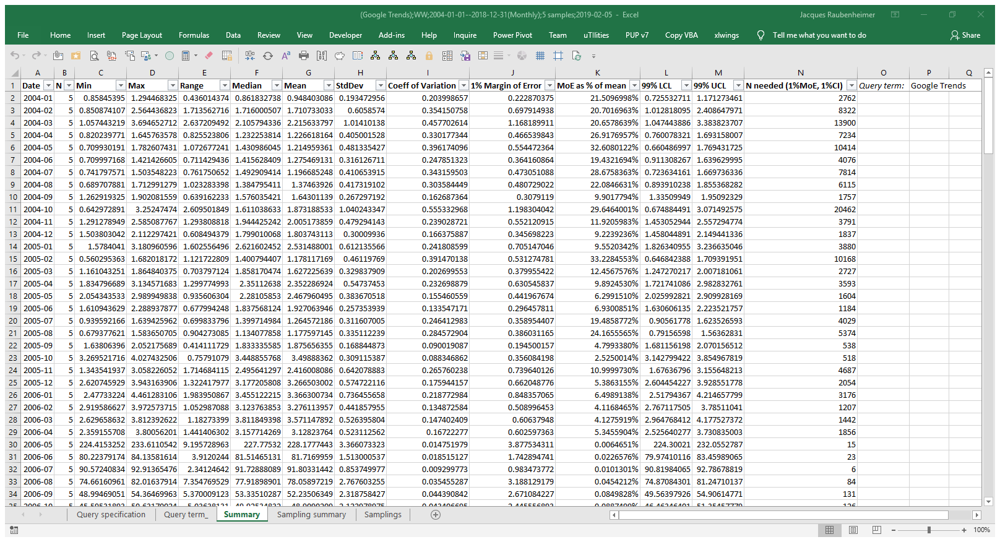 (Google Trends);WW;2004-01-01--2018-12-31(Monthly);5 samples;2019-02-05 - Excel Jacques Raubenheimer
File Home Insert Page Layout Formulas Data Review View Developer Add-ins Help Inquire Power Pivot Team uTIlities PUP v7 Copy VBA xlwings Tell me what you want to do Share
A B C D E F G H I J K L M N O P Q
1 Date N Min Max Range Median Mean StdDev Coeff of Variation 1% Margin of Error MoE as % of mean 99% LCL 99% UCL N needed (1%MoE, 1%CI) Query term: Google Trends
2 2004-01 5 0.85845395 1.294468325 0.436014374 0.861832738 0.948403086 0.193472956 0.203998657 0.222870375 21.5096998% 0.725532711 1.171273461 2762
3 2004-02 5 0.850874107 2.564436823 1.713562716 1.716000507 1.710733033 0.6058574 0.354150758 0.697914938 20.7016963% 1.012818095 2.408647971 8322
4 2004-03 5 1.057443219 3.694652712 2.637209492 2.105794336 2.215633797 1.01410138 0.457702614 1.168189911 20.6578639% 1.047443886 3.383823707 13900
5 2004-04 5 0.820239771 1.645763578 0.825523806 1.232253814 1.226618164 0.405001528 0.330177344 0.466539843 26.9176957% 0.760078321 1.693158007 7234
6 2004-05 5 0.709930191 1.782607431 1.072677241 1.430986045 1.214959361 0.481335427 0.396174096 0.554472364 32.6080122% 0.660486997 1.769431725 10414
7 2004-06 5 0.709997168 1.421426605 0.711429436 1.415628409 1.275469131 0.316126711 0.247851323 0.364160864 19.4321694% 0.911308267 1.639629995 4076
8 2004-07 5 0.741797571 1.503548223 0.761750652 1.492909414 1.196685248 0.410653915 0.343159503 0.473051088 28.6758363% 0.723634161 1.669736336 7814
9 2004-08 5 0.689707881 1.712991279 1.023283398 1.384795411 1.37463926 0.417319102 0.303584449 0.480729022 22.0846631% 0.893910238 1.855368282 6115
10 2004-09 5 1.262919325 1.902081559 0.639162233 1.576035421 1.64301139 0.267297192 0.162687364 0.3079119 9.9017794% 1.33509949 1.95092329 1757
11 2004-10 5 0.642972891 3.25247474 2.609501849 1.611038633 1.873188533 1.040243347 0.555332968 1.198304042 29.6464001% 0.674884491 3.071492575 20462
12 2004-11 5 1.291278949 2.585087767 1.293808818 1.944425242 2.005173859 0.479294143 0.239028721 0.552120915 11.9205983% 1.453052944 2.557294774 3791
13 2004-12 5 1.503803042 2.112297421 0.608494379 1.799010068 1.803743113 0.30009936 0.166375887 0.345698223 9.2239236% 1.458044891 2.149441336 1837
14 2005-01 5 1.5784041 3.180960596 1.602556496 2.621602452 2.531488001 0.612135566 0.241808599 0.705147046 9.5520342% 1.826340955 3.236635046 3880
15 2005-02 5 0.560295363 1.682018172 1.121722809 1.400794407 1.178117169 0.46119769 0.391470138 0.531274781 33.2284553% 0.646842388 1.709391951 10168
16 2005-03 5 1.161043251 1.864840375 0.703797124 1.858170474 1.627225639 0.329837909 0.202699553 0.379955422 12.4567576% 1.247270217 2.007181061 2727
17 2005-04 5 1.834796689 3.134571683 1.299774993 2.35112638 2.352286924 0.54737453 0.232698879 0.630545837 9.8924530% 1.721741086 2.982832761 3593
18 2005-05 5 2.054343533 2.989949838 0.935606304 2.28105853 2.467960495 0.383670518 0.155460559 0.441967674 6.2991510% 2.025992821 2.909928169 1604
19 2005-06 5 1.610943629 2.288937877 0.677994248 1.837568124 1.927063946 0.257353939 0.133547171 0.296457811 6.9300851% 1.630606135 2.223521757 1184
20 2005-07 5 0.939592166 1.639425962 0.699833796 1.399714984 1.264572186 0.311607005 0.246412983 0.358954407 19.4858772% 0.90561778 1.623526593 4029
21 2005-08 5 0.679377621 1.583650705 0.904273085 1.134077858 1.177597145 0.335112239 0.284572904 0.386031165 24.1655565% 0.79156598 1.56362831 5374
22 2005-09 5 1.63806396 2.052175689 0.414111729 1.833335585 1.875656355 0.168844873 0.090019087 0.194500157 4.7993380% 1.681156198 2.070156512 538
23 2005-10 5 3.269521716 4.027432506 0.75791079 3.448855768 3.49888362 0.309115387 0.088346862 0.356084198 2.5250014% 3.142799422 3.854967819 518
24 2005-11 5 1.343541937 3.058226052 1.714684115 2.495641297 2.416008086 0.642078883 0.265760238 0.739640126 10.9999730% 1.67636796 3.155648213 4687
25 2005-12 5 2.620745929 3.943163906 1.322417977 3.177205808 3.266503002 0.574722116 0.175944157 0.662048776 5.3863155% 2.604454227 3.928551778 2054
26 2006-01 5 2.47733224 4.461283106 1.983950867 3.455122215 3.366300734 0.736455658 0.218772984 0.848357065 6.4989138% 2.51794367 4.214657799 3176
27 2006-02 5 2.919586627 3.972573715 1.052987088 3.123763853 3.276113957 0.441857955 0.134872584 0.508996453 4.1168465% 2.767117505 3.78511041 1207
28 2006-03 5 2.629658632 3.812392622 1.18273399 3.811849398 3.571147892 0.526395804 0.147402409 0.60637948 4.1275919% 2.964768412 4.177527372 1442
29 2006-04 5 2.359155708 3.80056201 1.441406302 3.157714269 3.12823764 0.523112562 0.16722277 0.602597363 5.3455904% 2.525640277 3.730835003 1856
30 2006-05 5 224.4153252 233.6110542 9.195728963 227.77532 228.1777443 3.366073323 0.014751979 3.877534311 0.0064651% 224.30021 232.0552787 15
31 2006-06 5 80.22379174 84.13581614 3.9120244 81.51465131 81.7169959 1.513000537 0.018515127 1.742894741 0.0226576% 79.97410116 83.45989065 23
32 2006-07 5 90.57240834 92.91365476 2.34124642 91.72888089 91.80331442 0.853749977 0.009299773 0.983473772 0.0101301% 90.81984065 92.78678819 6
33 2006-08 5 74.66160961 82.01637914 7.354769529 77.91898901 78.05897219 2.767603255 0.035455287 3.188129179 0.0454212% 74.87084301 81.24710137 84
34 2006-09 5 48.99469051 54.36469963 5.370009123 53.33510287 52.23506349 2.318758427 0.044390842 2.671084227 0.0849828% 49.56397926 54.90614771 131
Query specification Query term_ Summary Sampling summary Samplings
100%